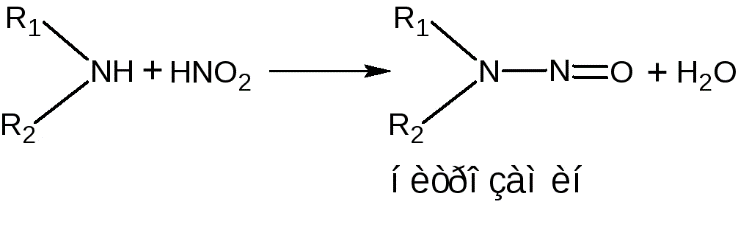 R₁ R₁
NH + HNO₂ N—N=O + H₂O
R₂ R₂
í èòðî çàì èí